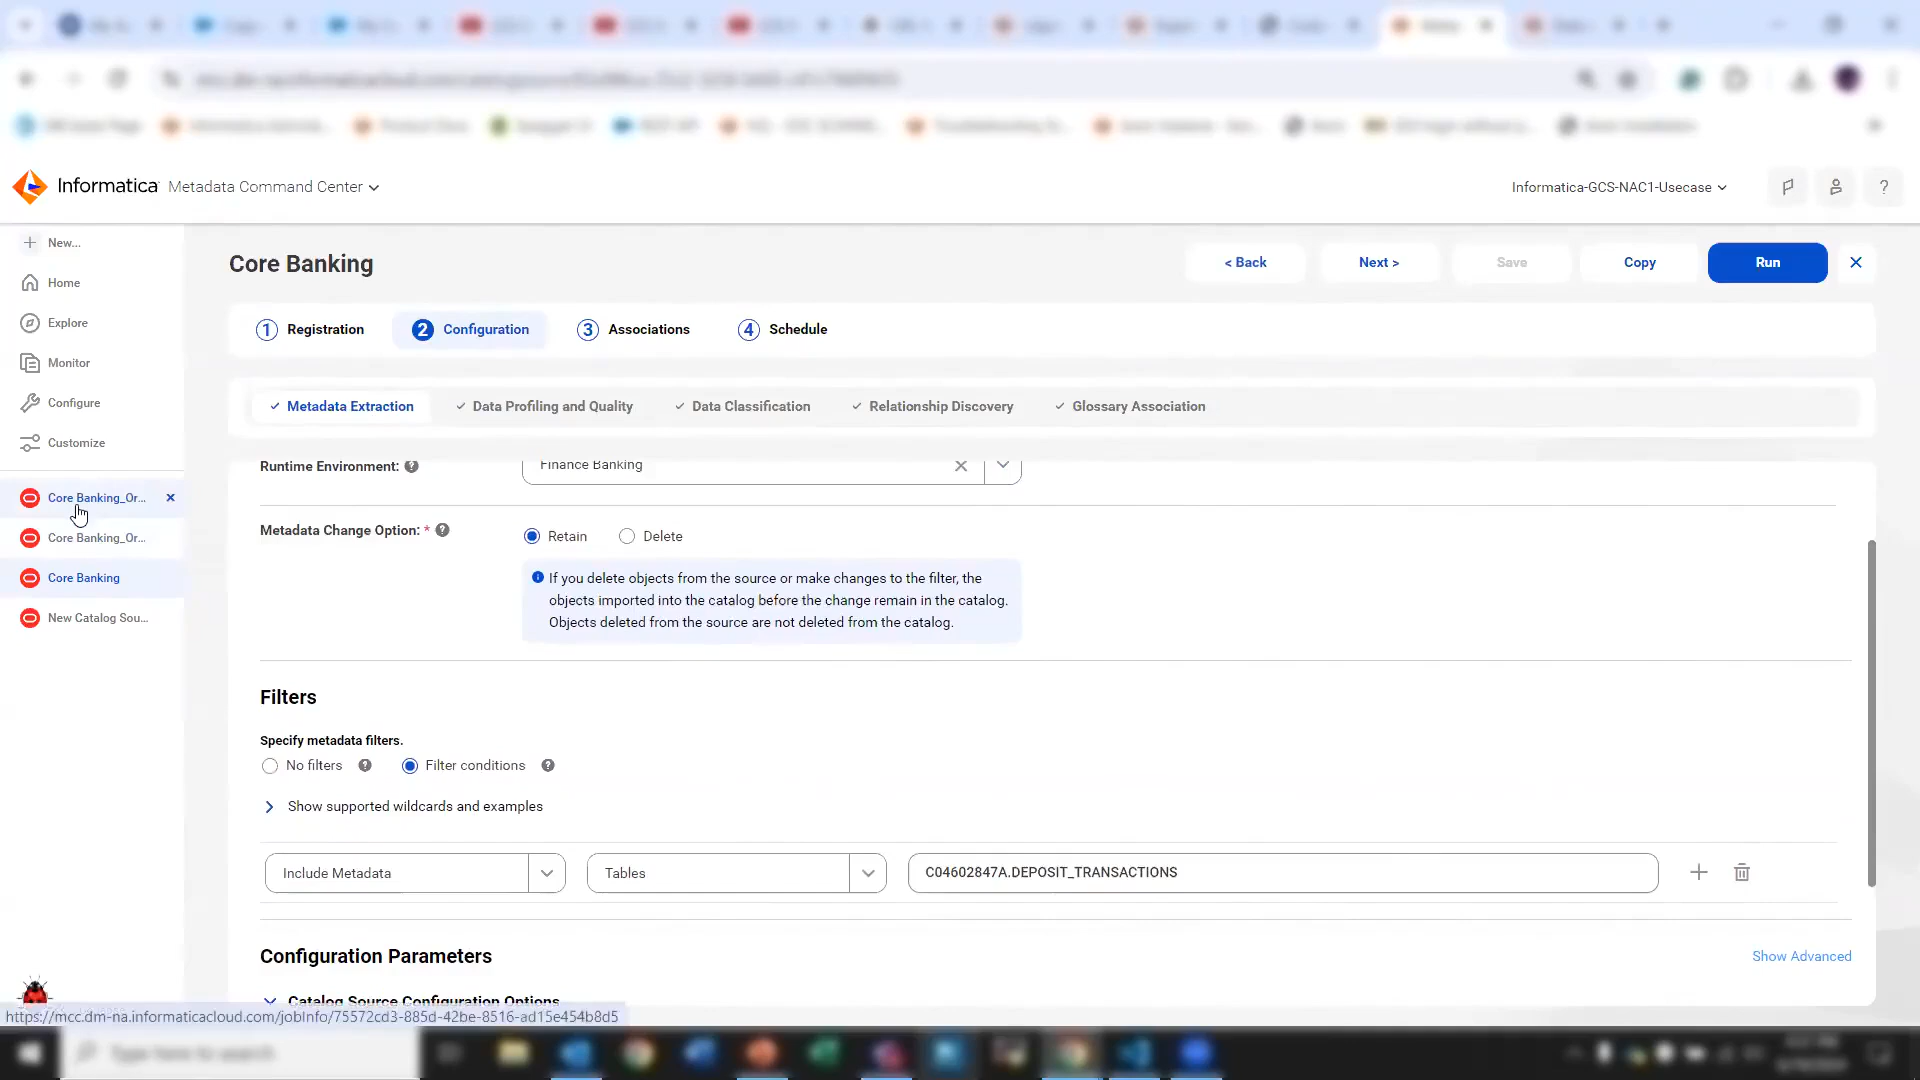 Informatica Metadata Command Center
Informatica-GCS-NAC1-Usecase
New...
Home
Explore
Monitor
Configure
Customize
Core Banking_Or...
Core Banking_Or...
Core Banking
New Catalog Sou...
Core Banking
< Back
Next >
Save
Copy
Run
1 Registration
2 Configuration
3 Associations
4 Schedule
Metadata Extraction
Data Profiling and Quality
Data Classification
Relationship Discovery
Glossary Association
Runtime Environment:
Finance Banking
Metadata Change Option: *
Retain
Delete
If you delete objects from the source or make changes to the filter, the
objects imported into the catalog before the change remain in the catalog.
Objects deleted from the source are not deleted from the catalog.
Filters
Specify metadata filters.
No filters
Filter conditions
Show supported wildcards and examples
Include Metadata
Tables
C04602847A.DEPOSIT_TRANSACTIONS
Configuration Parameters
Show Advanced
Catalog Source Configuration Options
https://mcc.dm-na.informaticacloud.com/jobInfo/75572cd3-885d-42be-8516-ad15e454b8d5
Type here to search